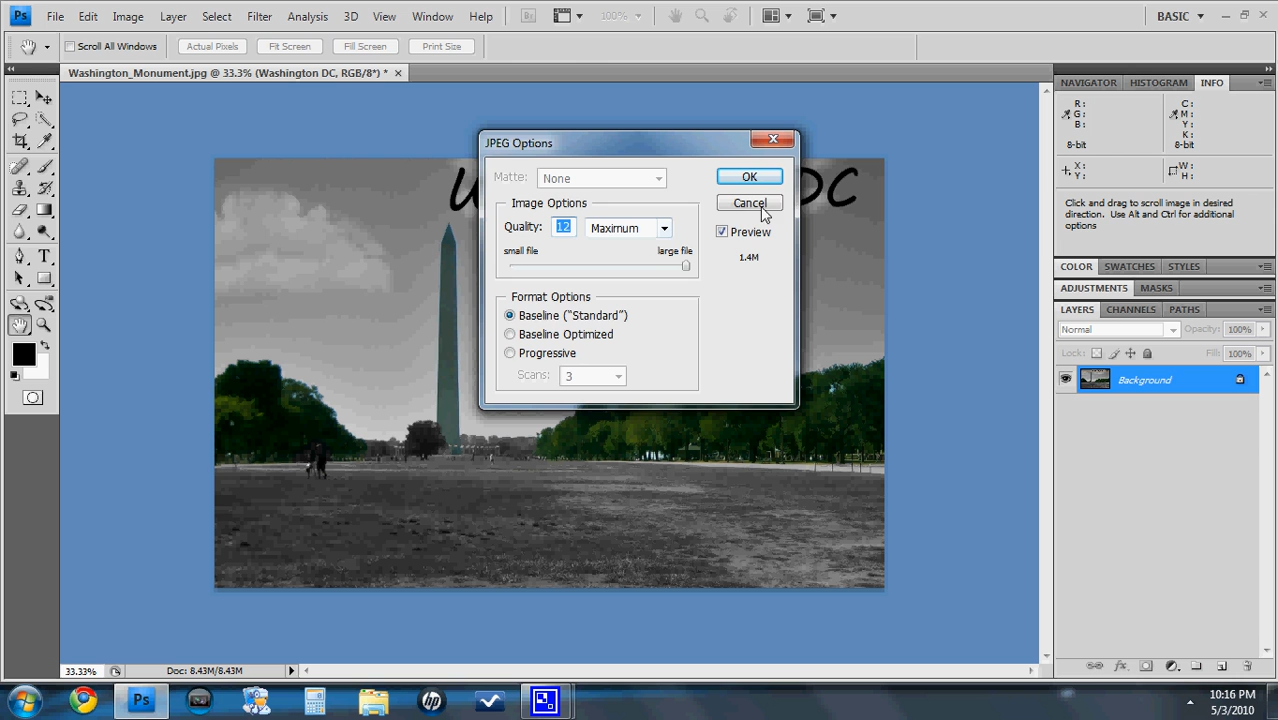 Ps File Edit Image Layer Select Filter Analysis 3D View Window Help Br 100% BASIC
Scroll All Windows Actual Pixels Fit Screen Fill Screen Print Size
Washington_Monument.jpg @ 33.3% (Washington DC, RGB/8*) *
NAVIGATOR HISTOGRAM INFO
R: C:
G: M:
B: Y:
K:
8-bit 8-bit
X: W:
Y: H:
Click and drag to scroll image in desired
direction. Use Alt and Ctrl for additional
options
COLOR SWATCHES STYLES
ADJUSTMENTS MASKS
LAYERS CHANNELS PATHS
Normal Opacity: 100%
Lock: Fill: 100%
Background
W DC
JPEG Options
Matte: None OK
Image Options Cancel
Quality: 12 Maximum Preview
small file large file 1.4M
Format Options
Baseline (“Standard”)
Baseline Optimized
Progressive
Scans: 3
T
33.33% Doc: 8.43M/8.43M
Ps hp 10:16 PM
5/3/2010